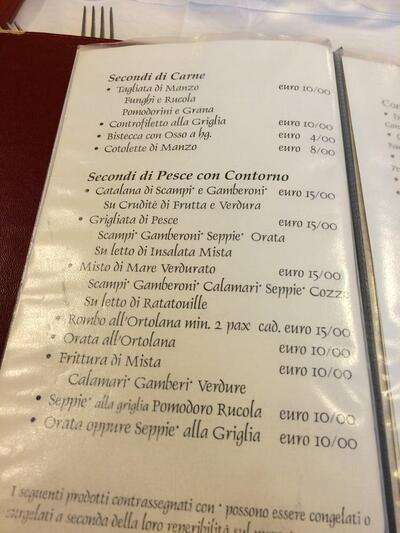 Secondi di Carne
• Tagliata di Manzo euro 10/00
Funghi e Rucola
Pomodorini e Grana
• Controfiletto alla Griglia euro 10/00
• Bistecca con Osso a hg. euro 4/00
• Cotolette di Manzo euro 8/00
Secondi di Pesce con Contorno
• Catalana di Scampi* e Gamberoni* euro 15/00
Su Crudité di Frutta e Verdura
• Grigliata di Pesce euro 15/00
Scampi* Gamberoni* Seppie* Orata
Su letto di Insalata Mista
• Misto di Mare Verdurato euro 15/00
Scampi* Gamberoni* Calamari* Seppie* Cozze
Su letto di Ratatouille
• Rombo all'Ortolana min. 2 pax cad. euro 15/00
• Orata all'Ortolana euro 10/00
• Frittura di Mista euro 10/00
Calamari* Gamberi* Verdure
• Seppie* alla griglia Pomodoro Rucola euro 10/00
• Orata oppure Seppie* alla Griglia euro 10/00
I seguenti prodotti contrassegnati con * possono essere congelati o
surgelati a seconda della loro reperibilità sul